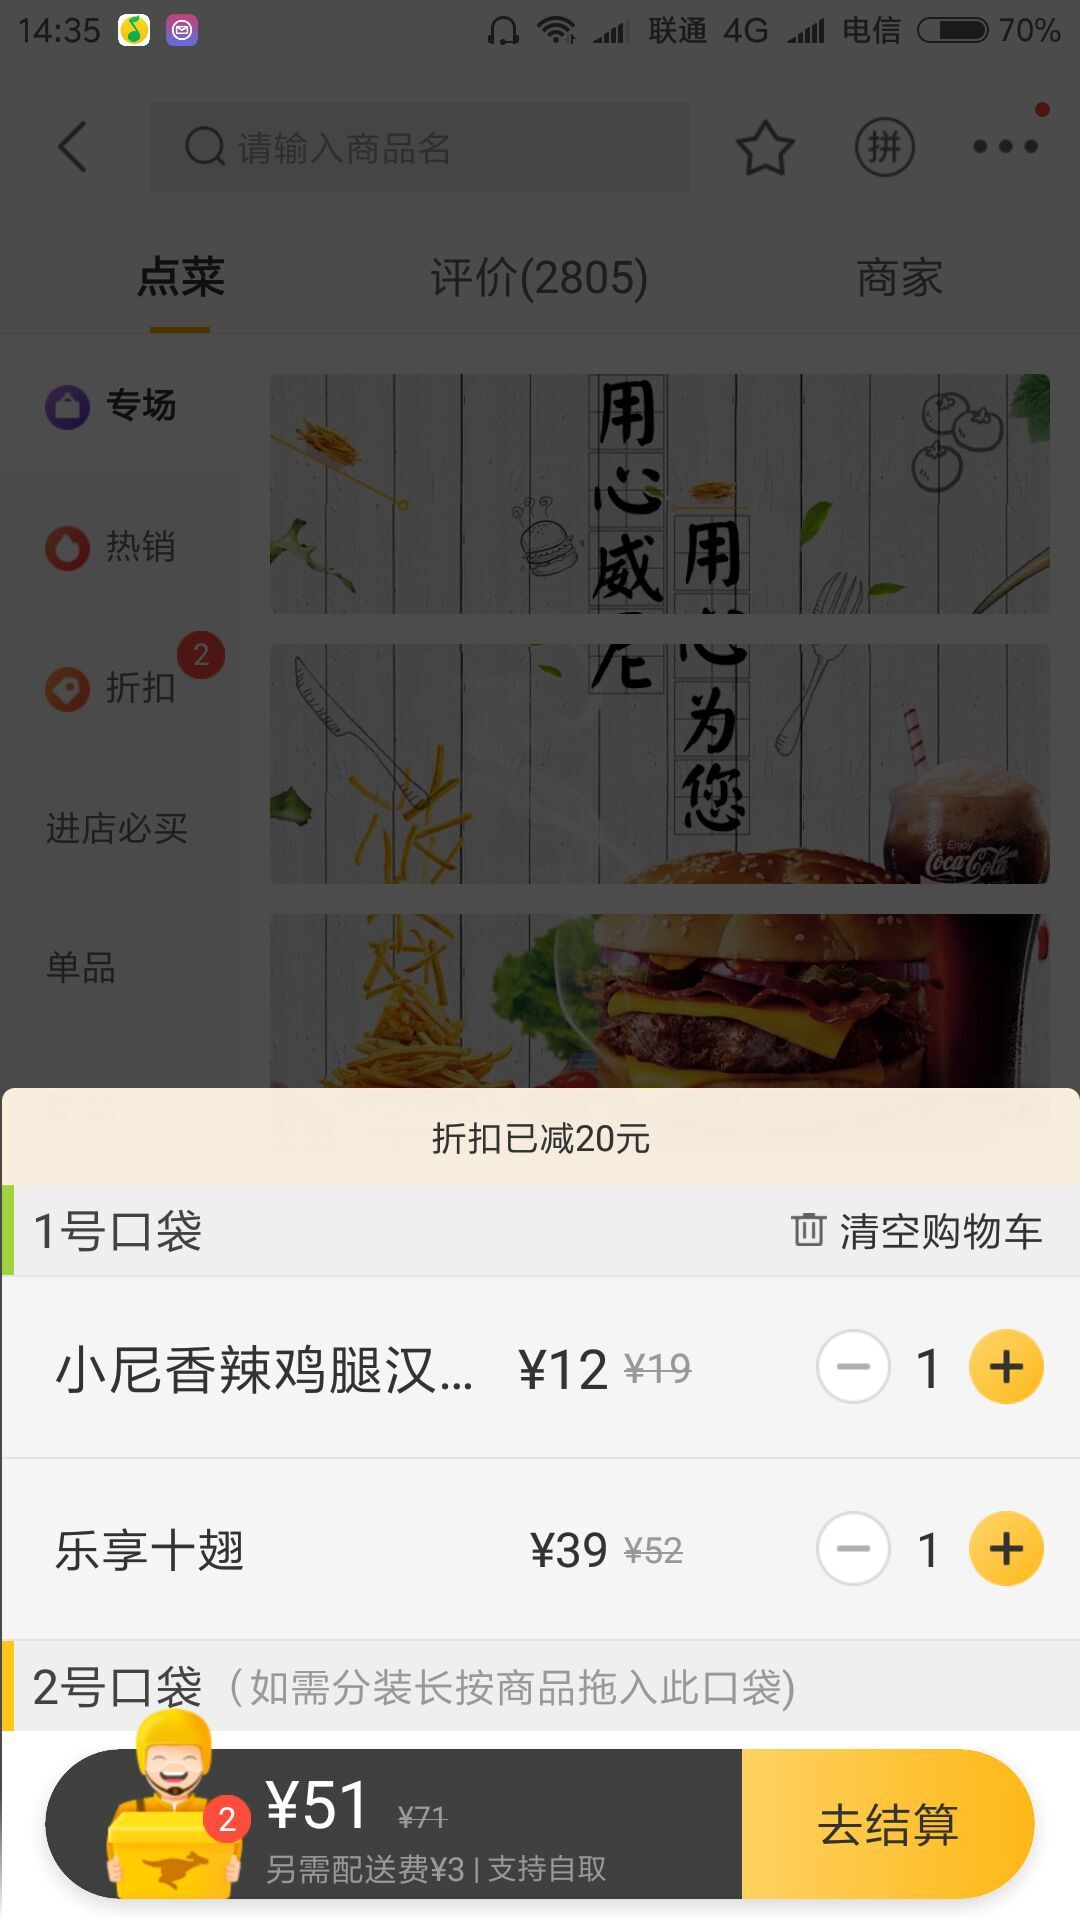 14:35 联通 4G 电信 70%
请输入商品名 拼
点菜 评价(2805) 商家
专场
热销
折扣 2
进店必买
单品
用心威尼
用心为您
Enjoy
Coca-Cola
折扣已减20元
1号口袋 清空购物车
小尼香辣鸡腿汉... ¥12 ¥19 1
乐享十翅 ¥39 ¥52 1
2号口袋（如需分装长按商品拖入此口袋)
2 ¥51 ¥71 去结算
另需配送费¥3 | 支持自取